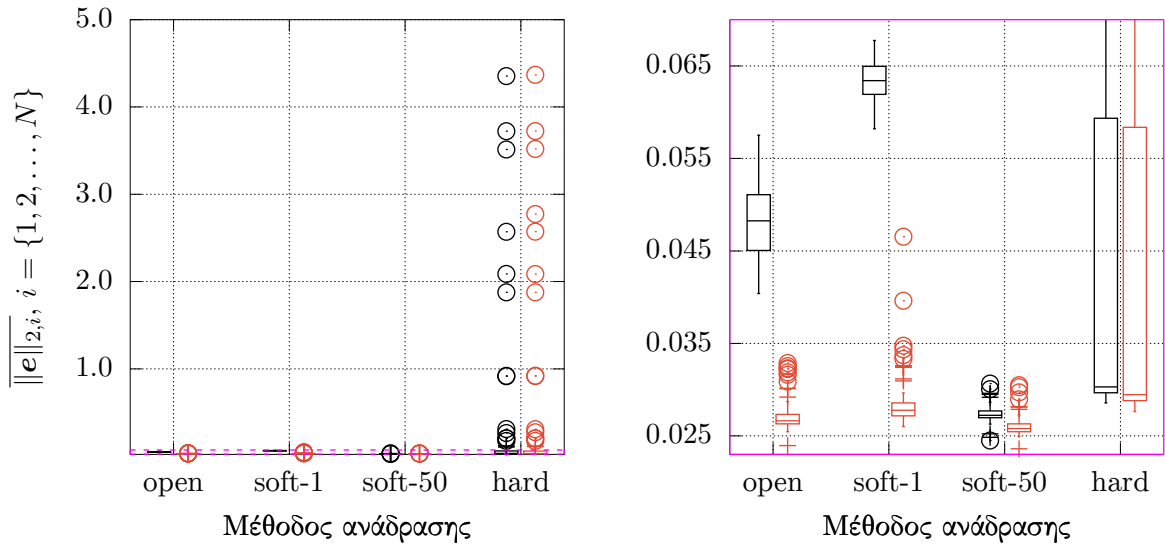 5.0
4.0
3.0
2.0
1.0
‖e‖₂,ᵢ, i = {1, 2, . . . , N}
open soft-1 soft-50 hard
Μέθοδος ανάδρασης
0.065
0.055
0.045
0.035
0.025
open soft-1 soft-50 hard
Μέθοδος ανάδρασης